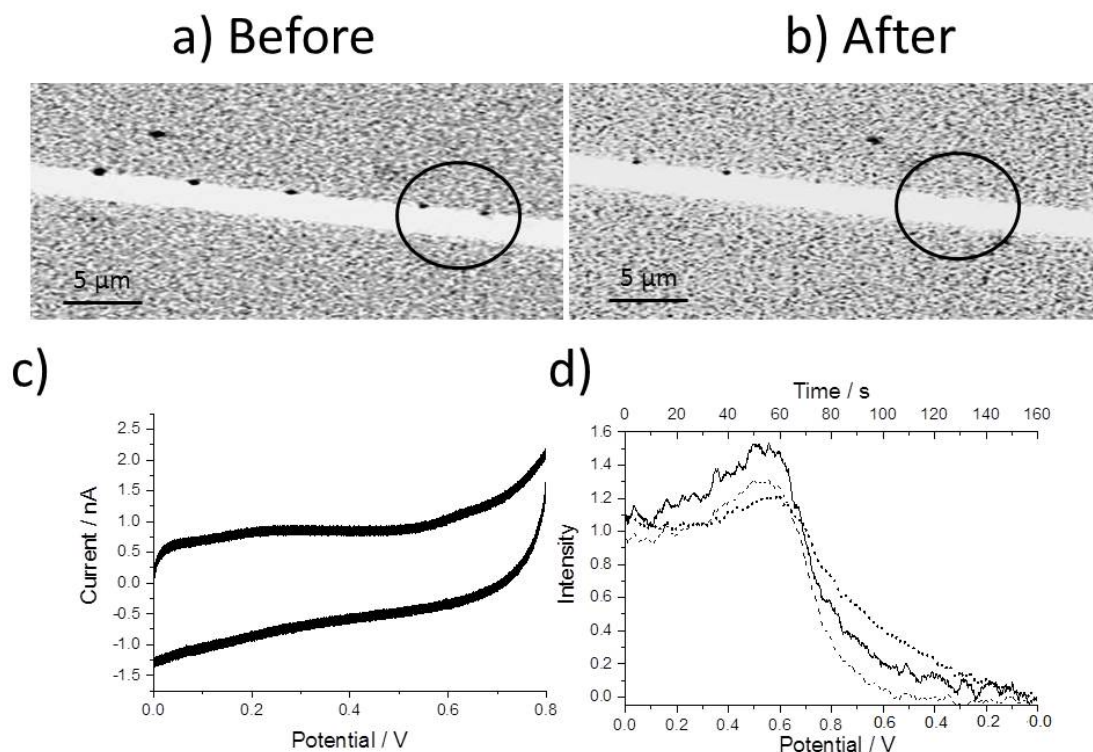 a) Before
b) After
5 µm
5 µm
c)
d)
2.5
2.0
1.5
1.0
0.5
0.0
-0.5
-1.0
-1.5
Current / nA
0.0 0.2 0.4 0.6 0.8
Potential / V
Time / s
0 20 40 60 80 100 120 140 160
1.6
1.4
1.2
1.0
0.8
0.6
0.4
0.2
0.0
Intensity
0.0 0.2 0.4 0.6 0.8 0.6 0.4 0.2 0.0
Potential / V